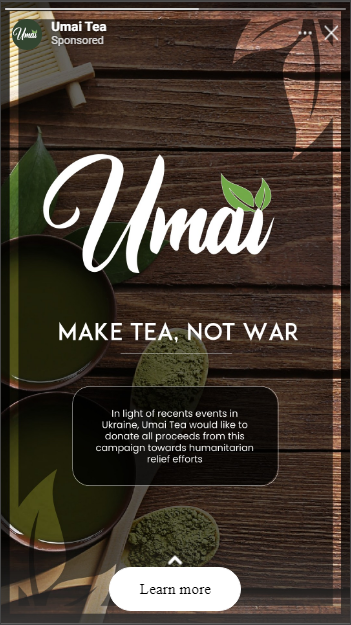 Umai
Umai Tea
Sponsored
Umai
MAKE TEA, NOT WAR
In light of recents events in
Ukraine, Umai Tea would like to
donate all proceeds from this
campaign towards humanitarian
relief efforts
Learn more